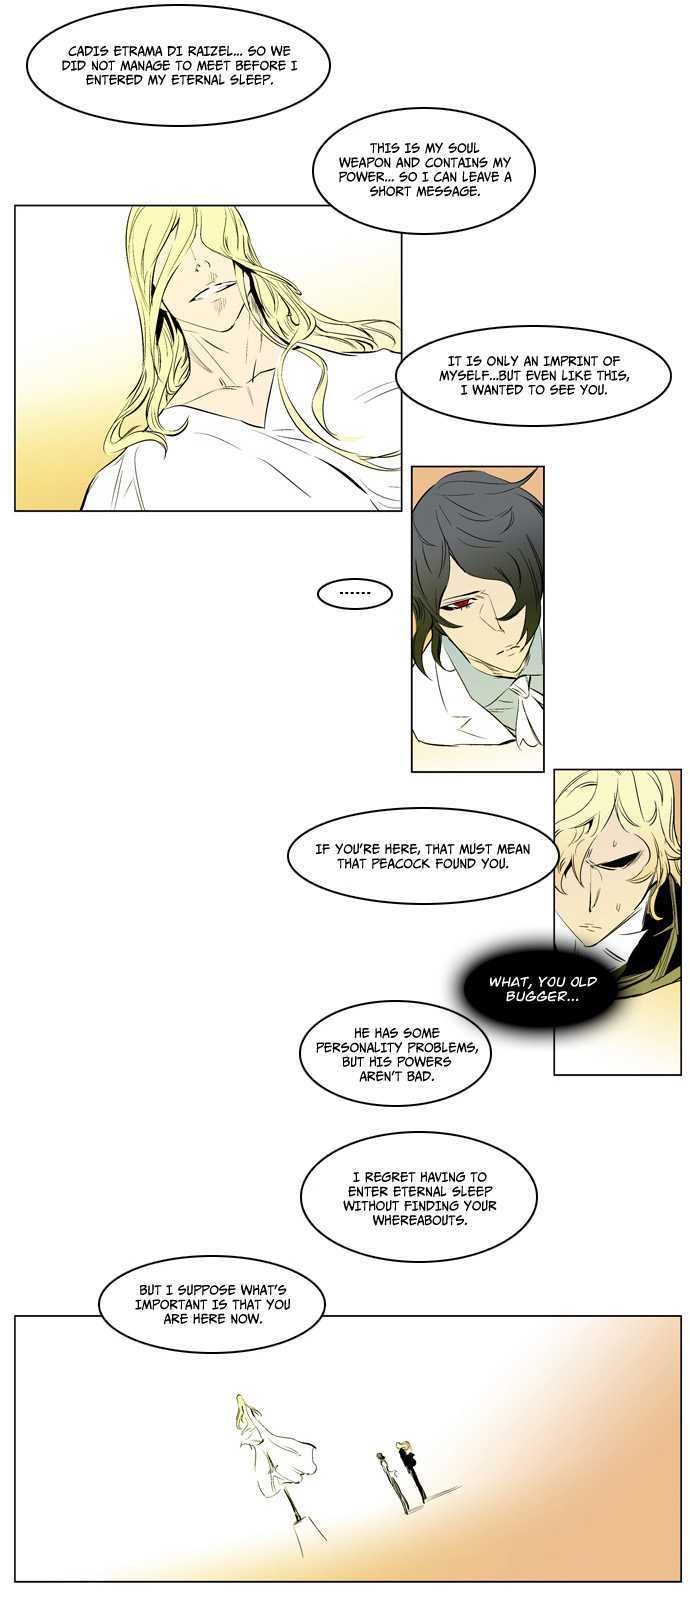 CADIS ETRAMA DI RAIZEL... SO WE
DID NOT MANAGE TO MEET BEFORE I
ENTERED MY ETERNAL SLEEP.
THIS IS MY SOUL
WEAPON AND CONTAINS MY
POWER... SO I CAN LEAVE A
SHORT MESSAGE.
IT IS ONLY AN IMPRINT OF
MYSELF...BUT EVEN LIKE THIS,
I WANTED TO SEE YOU.
......
IF YOU'RE HERE, THAT MUST MEAN
THAT PEACOCK FOUND YOU.
WHAT, YOU OLD
BUGGER...
HE HAS SOME
PERSONALITY PROBLEMS,
BUT HIS POWERS
AREN'T BAD.
I REGRET HAVING TO
ENTER ETERNAL SLEEP
WITHOUT FINDING YOUR
WHEREABOUTS.
BUT I SUPPOSE WHAT'S
IMPORTANT IS THAT YOU
ARE HERE NOW.